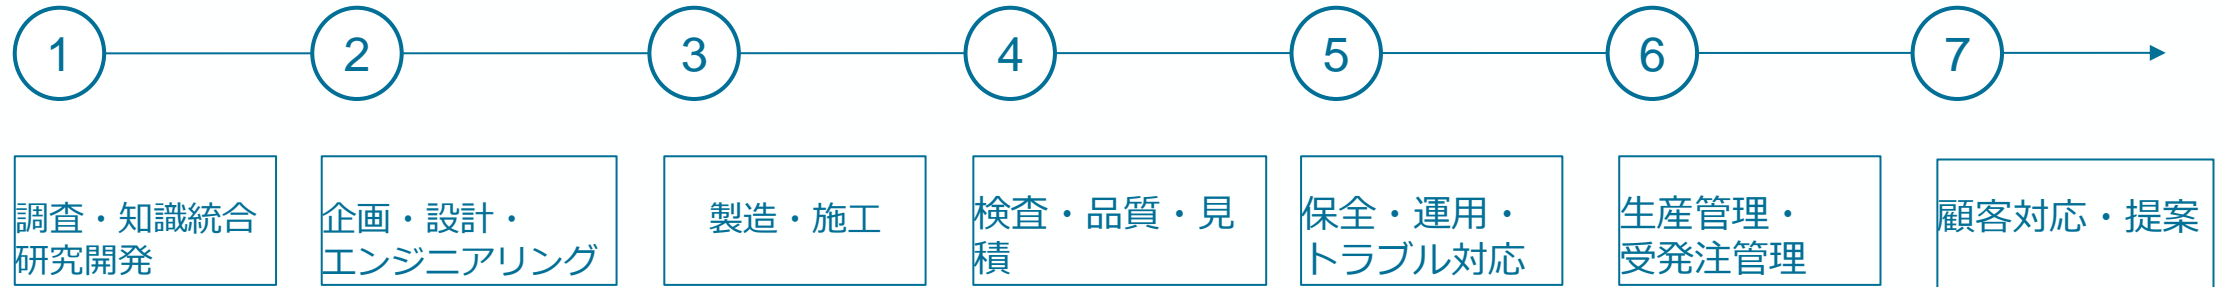 1
2
3
4
5
6
7
調査・知識統合
研究開発
企画・設計・
エンジニアリング
製造・施工
検査・品質・見
積
保全・運用・
トラブル対応
生産管理・
受発注管理
顧客対応・提案